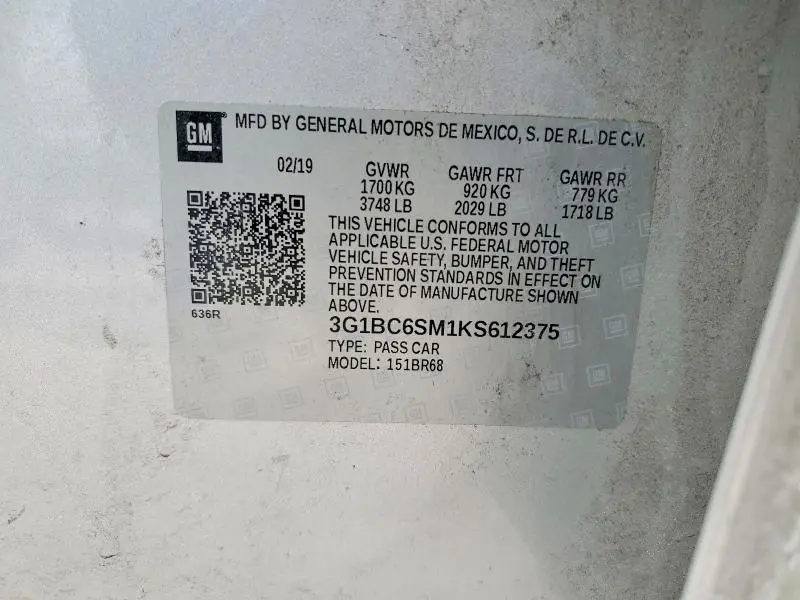 GM
MFD BY GENERAL MOTORS DE MEXICO, S. DE R.L. DE C.V.
02/19 GVWR GAWR FRT GAWR RR
1700 KG 920 KG 779 KG
3748 LB 2029 LB 1718 LB
THIS VEHICLE CONFORMS TO ALL
APPLICABLE U.S. FEDERAL MOTOR
VEHICLE SAFETY, BUMPER, AND THEFT
PREVENTION STANDARDS IN EFFECT ON
THE DATE OF MANUFACTURE SHOWN
ABOVE.
636R
3G1BC6SM1KS612375
TYPE: PASS CAR
MODEL: 151BR68